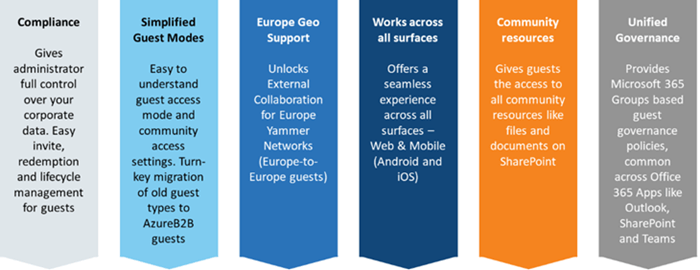 Compliance
Gives
administrator
full control
over your
corporate
data. Easy
invite,
redemption
and lifecycle
management
for guests
Simplified
Guest Modes
Easy to
understand
guest access
mode and
community
access
settings. Turn-
key migration
of old guest
types to
AzureB2B
guests
Europe Geo
Support
Unlocks
External
Collaboration
for Europe
Yammer
Networks
(Europe-to-
Europe guests)
Works across
all surfaces
Offers a
seamless
experience
across all
surfaces –
Web & Mobile
(Android and
iOS)
Community
resources
Gives guests
the access to
all community
resources like
files and
documents on
SharePoint
Unified
Governance
Provides
Microsoft 365
Groups based
guest
governance
policies,
common
across Office
365 Apps like
Outlook,
SharePoint
and Teams